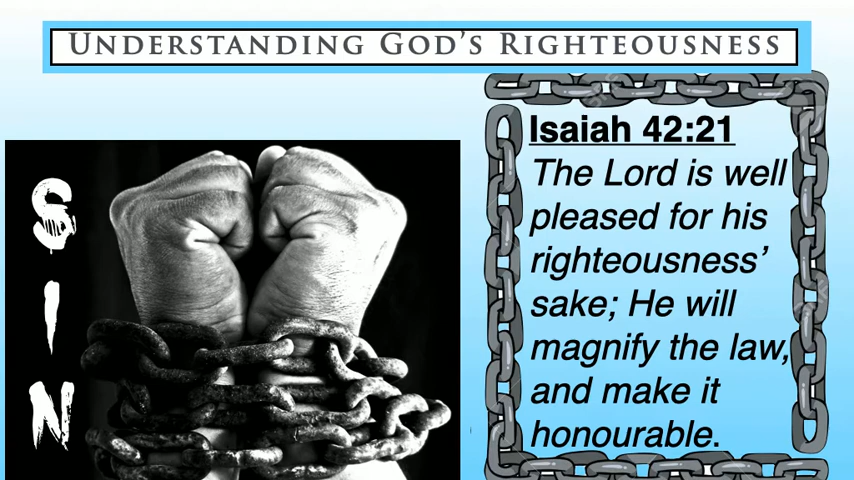 Understanding God's Righteousness
SIN
Isaiah 42:21
The Lord is well
pleased for his
righteousness'
sake; He will
magnify the law,
and make it
honourable.